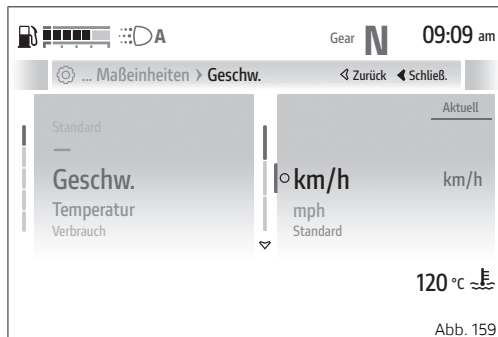 A Gear N 09:09 am
... Maßeinheiten > Geschw. Zurück Schließ.
Aktuell
Standard
Geschw.
km/h km/h
Temperatur
mph
Verbrauch
Standard
120 °C
Abb. 159